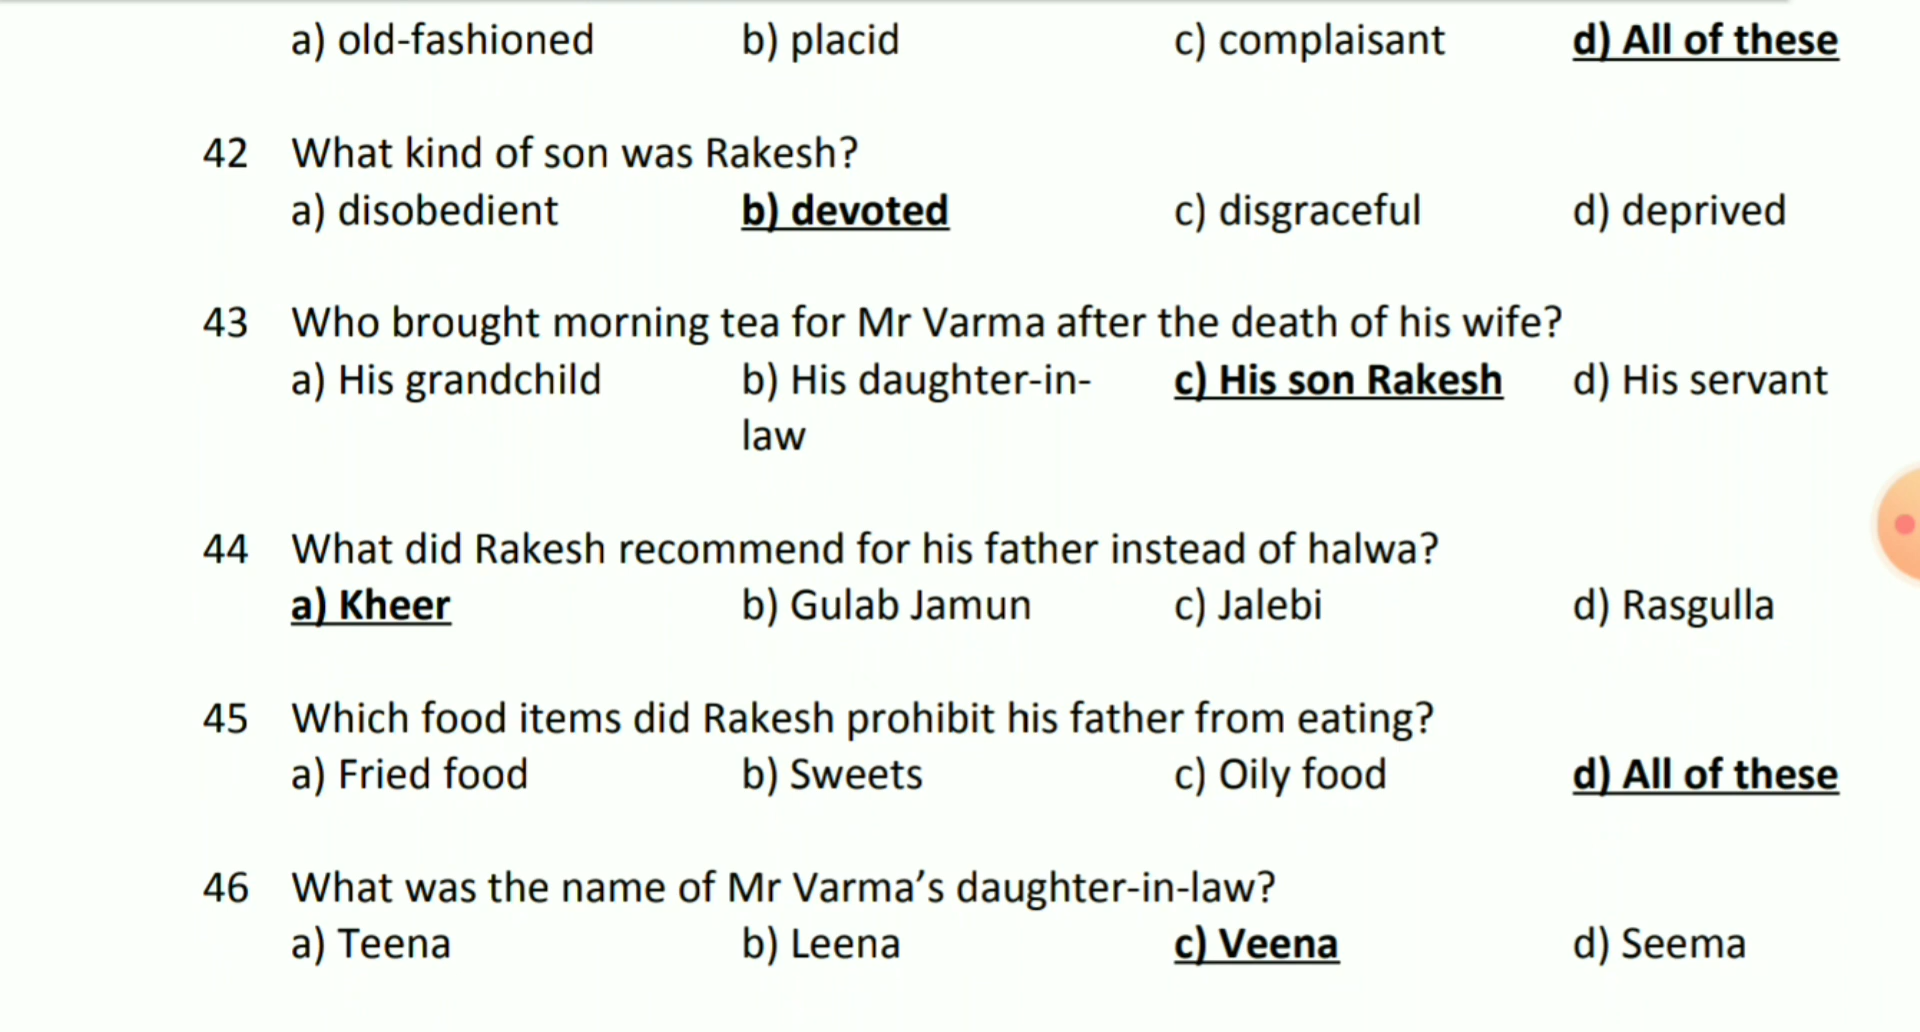 a) old-fashioned b) placid c) complaisant d) All of these
42 What kind of son was Rakesh?
a) disobedient b) devoted c) disgraceful d) deprived
43 Who brought morning tea for Mr Varma after the death of his wife?
a) His grandchild b) His daughter-in- c) His son Rakesh d) His servant
law
44 What did Rakesh recommend for his father instead of halwa?
a) Kheer b) Gulab Jamun c) Jalebi d) Rasgulla
45 Which food items did Rakesh prohibit his father from eating?
a) Fried food b) Sweets c) Oily food d) All of these
46 What was the name of Mr Varma’s daughter-in-law?
a) Teena b) Leena c) Veena d) Seema